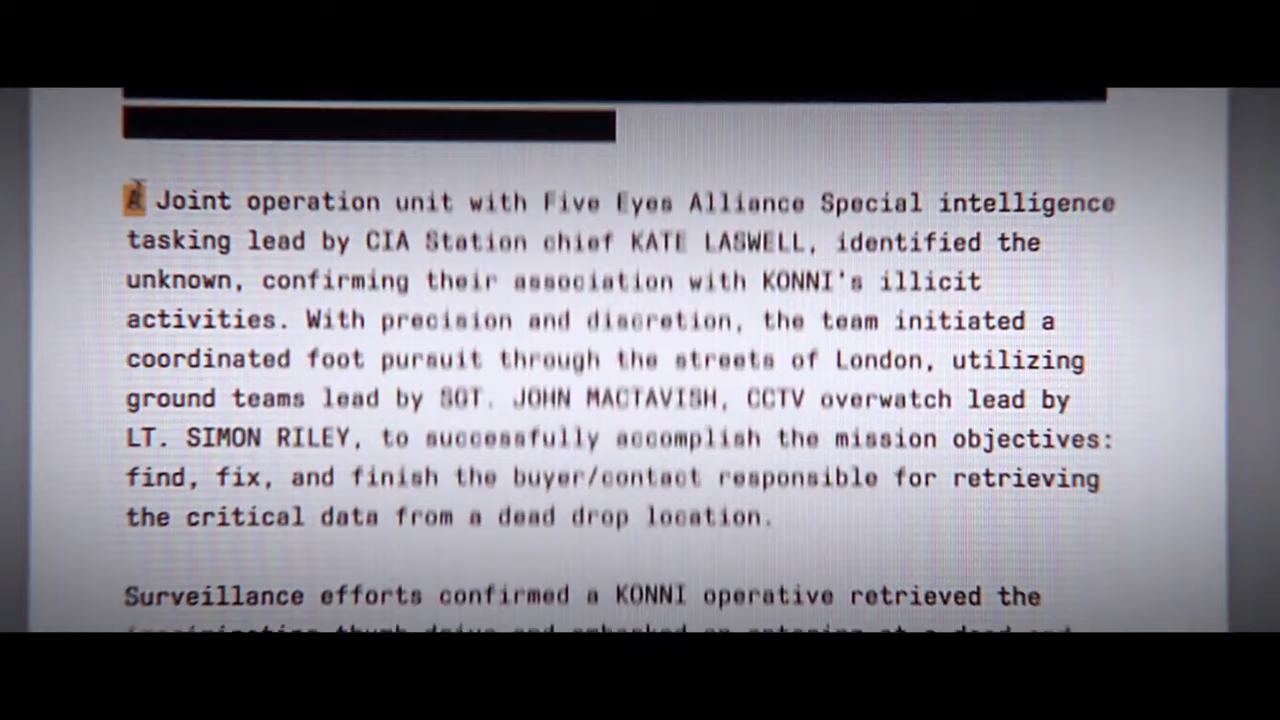 A Joint operation unit with Five Eyes Alliance Special intelligence
tasking lead by CIA Station chief KATE LASWELL, identified the
unknown, confirming their association with KONNI's illicit
activities. With precision and discretion, the team initiated a
coordinated foot pursuit through the streets of London, utilizing
ground teams lead by SGT. JOHN MACTAVISH, CCTV overwatch lead by
LT. SIMON RILEY, to successfully accomplish the mission objectives:
find, fix, and finish the buyer/contact responsible for retrieving
the critical data from a dead drop location.
Surveillance efforts confirmed a KONNI operative retrieved the